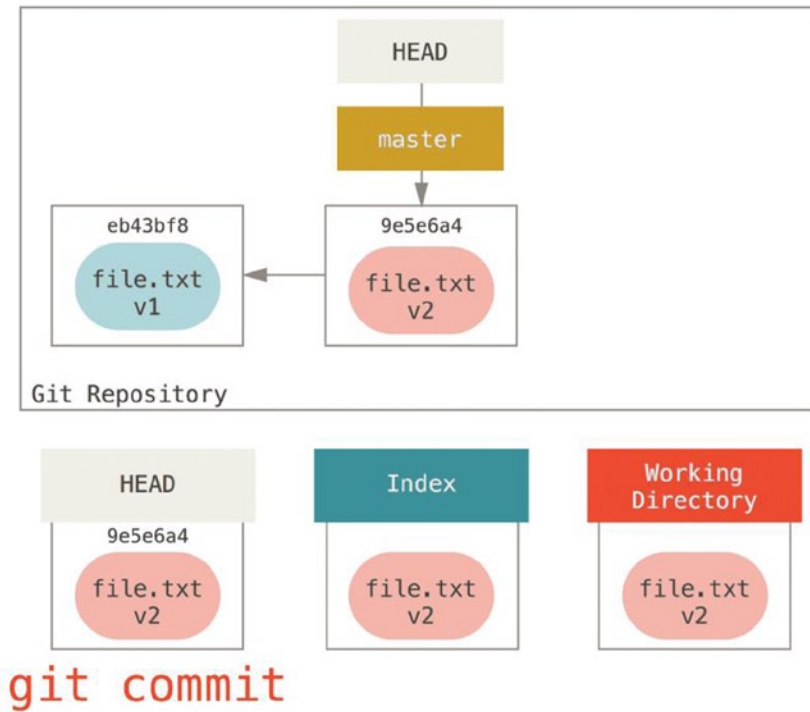 HEAD
master
eb43bf8
file.txt
v1
9e5e6a4
file.txt
v2
Git Repository
HEAD
9e5e6a4
file.txt
v2
Index
file.txt
v2
Working
Directory
file.txt
v2
git commit